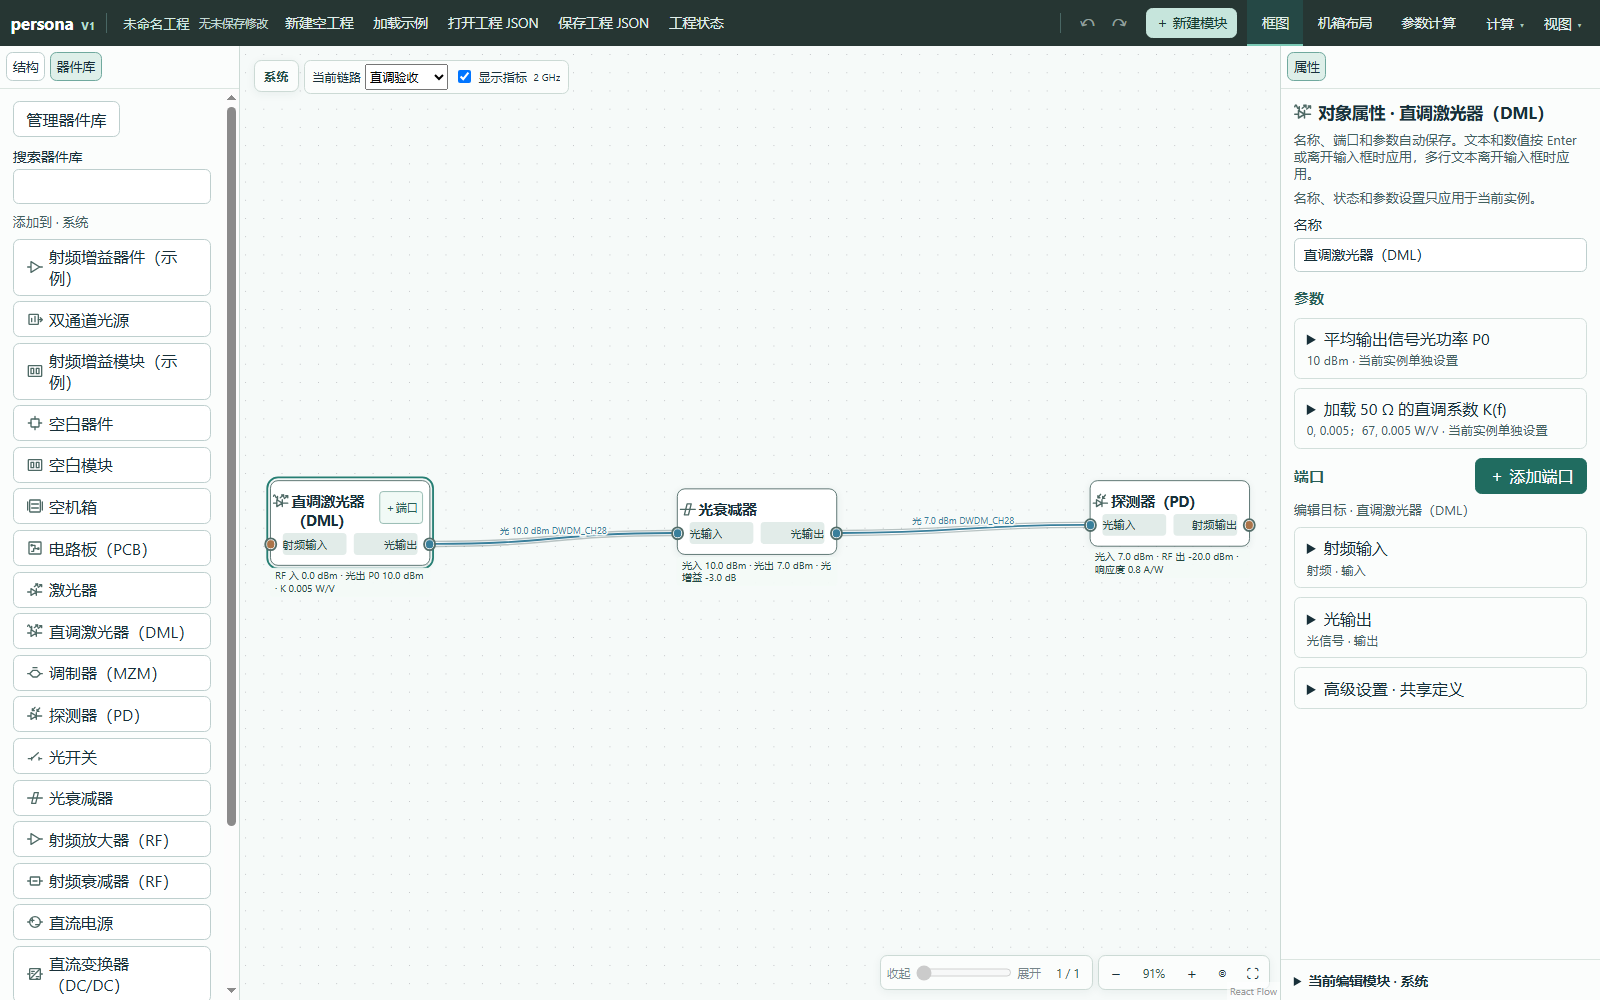 persona V1
未命名工程 无未保存修改 新建空工程 加载示例 打开工程 JSON 保存工程 JSON 工程状态
+ 新建模块 框图 机箱布局 参数计算 计算 视图
结构 器件库
管理器件库
搜索器件库
添加到 · 系统
射频增益器件（示
例）
双通道光源
射频增益模块（示
例）
空白器件
空白模块
空机箱
电路板（PCB）
激光器
直调激光器（DML）
调制器（MZM）
探测器（PD）
光开关
光衰减器
射频放大器（RF）
射频衰减器（RF）
直流电源
直流变换器
（DC/DC）
系统 当前链路 直调验收 显示指标 2 GHz
直调激光器
（DML）
+ 端口
射频输入 光输出
RF 入 0.0 dBm · 光出 P0 10.0 dBm
· K 0.005 W/V
光 10.0 dBm DWDM_CH28
光衰减器
光输入 光输出
光入 10.0 dBm · 光出 7.0 dBm · 光
增益 -3.0 dB
光 7.0 dBm DWDM_CH28
探测器（PD）
光输入 射频输出
光入 7.0 dBm · RF 出 -20.0 dBm ·
响应度 0.8 A/W
收起 展开 1 / 1
− 91% +
React Flow
属性
对象属性 · 直调激光器（DML）
名称、端口和参数自动保存。文本和数值按 Enter
或离开输入框时应用，多行文本离开输入框时应
用。
名称、状态和参数设置只应用于当前实例。
名称
直调激光器（DML）
参数
平均输出信号光功率 P0
10 dBm · 当前实例单独设置
加载 50 Ω 的直调系数 K(f)
0, 0.005；67, 0.005 W/V · 当前实例单独设置
端口
+ 添加端口
编辑目标 · 直调激光器（DML）
射频输入
射频 · 输入
光输出
光信号 · 输出
高级设置 · 共享定义
当前编辑模块 · 系统